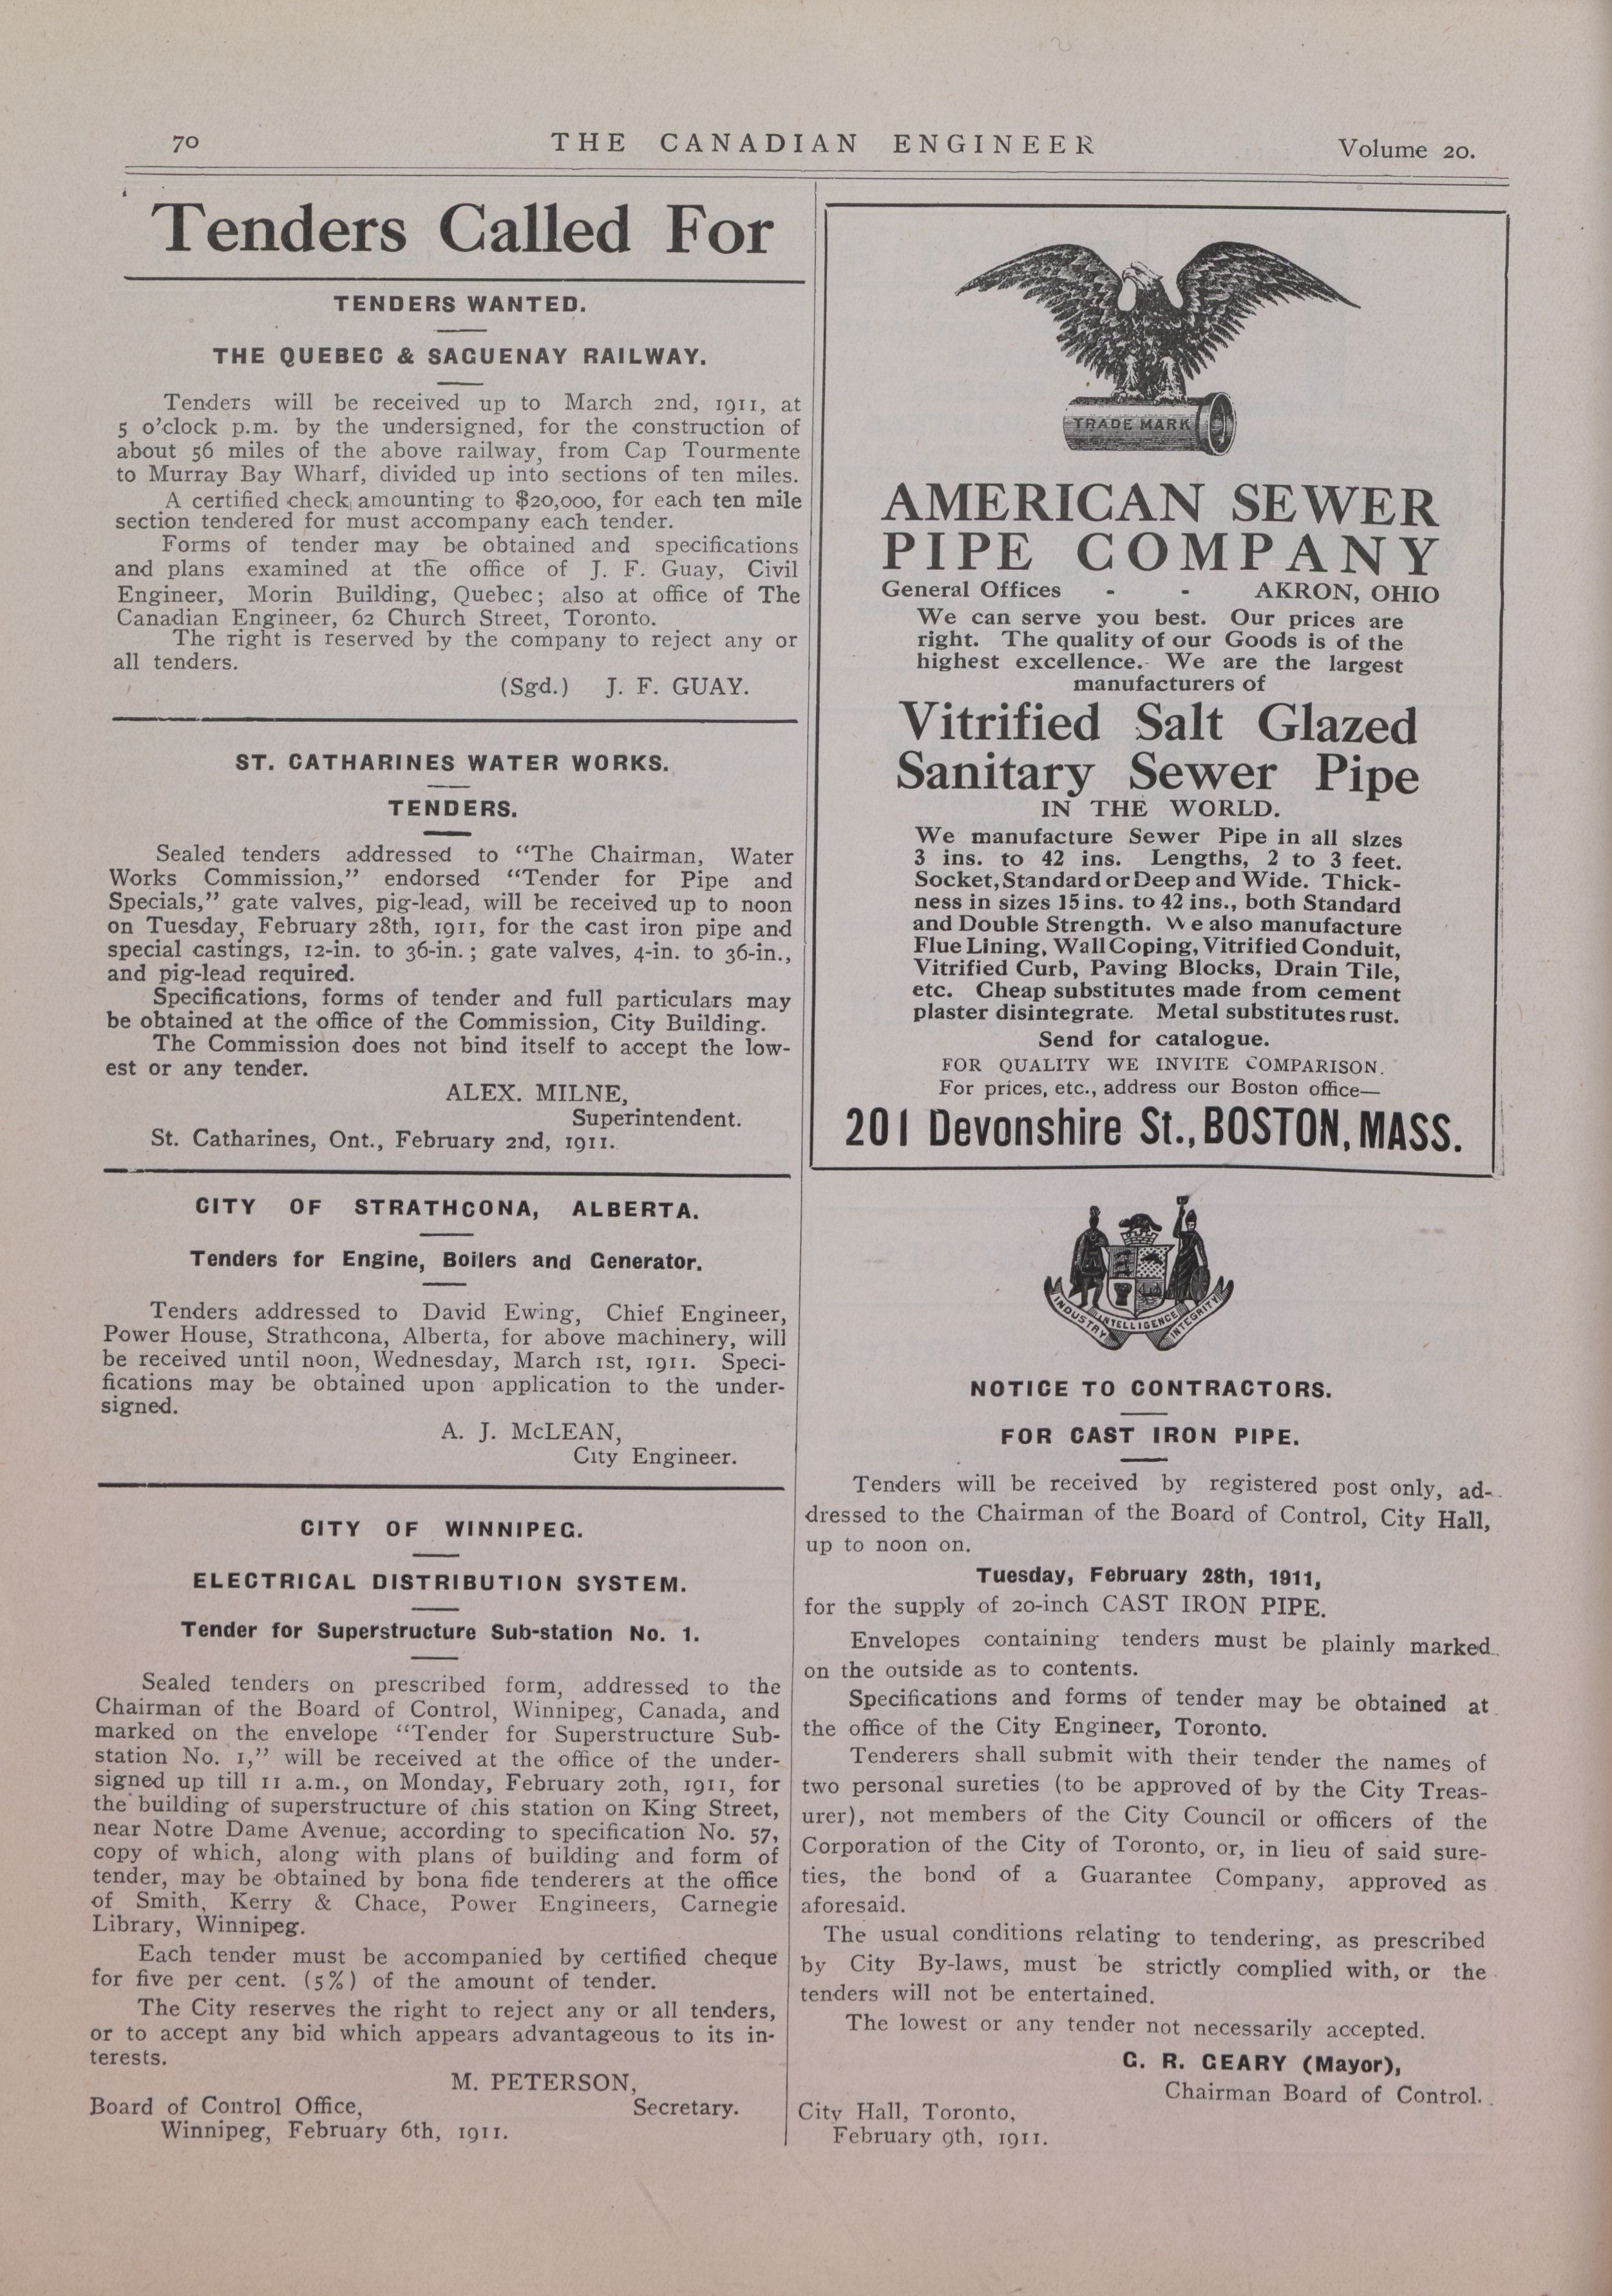 70
THE CANADIAN ENGINEER
Volume 20.
Tenders Called For
TENDERS WANTED.
THE QUEBEC & SAGUENAY RAILWAY.
Tenders will be received up to March 2nd, 1911, at
5 o'clock p.m. by the undersigned, for the construction of
about 56 miles of the above railway, from Cap Tourmente
to Murray Bay Wharf, divided up into sections of ten miles.
A certified check, amounting to $20,000, for each ten mile
section tendered for must accompany each tender.
Forms of tender may be obtained and specifications
and plans examined at the office of J. F. Guay, Civil
Engineer, Morin Building, Quebec; also at office of The
Canadian Engineer, 62 Church Street, Toronto.
The right is reserved by the company to reject any or
all tenders.
(Sgd.) J. F. GUAY.
ST. CATHARINES WATER WORKS.
TENDERS.
Sealed tenders addressed to "The Chairman, Water
Works Commission," endorsed "Tender for Pipe and
Specials," gate valves, pig-lead, will be received up to noon
on Tuesday, February 28th, 1911, for the cast iron pipe and
special castings, 12-in. to 36-in.; gate valves, 4-in. to 36-in.,
and pig-lead required.
Specifications, forms of tender and full particulars may
be obtained at the office of the Commission, City Building.
The Commission does not bind itself to accept the low-
est or any tender.
ALEX. MILNE,
Superintendent.
St. Catharines, Ont., February 2nd, 1911.
CITY OF STRATHCONA, ALBERTA.
Tenders for Engine, Boilers and Generator.
Tenders addressed to David Ewing, Chief Engineer,
Power House, Strathcona, Alberta, for above machinery, will
be received until noon, Wednesday, March 1st, 1911. Speci-
fications may be obtained upon application to the under-
signed.
A. J. McLEAN,
City Engineer.
CITY OF WINNIPEG.
ELECTRICAL DISTRIBUTION SYSTEM.
Tender for Superstructure Sub-station No. 1.
Sealed tenders on prescribed form, addressed to the
Chairman of the Board of Control, Winnipeg, Canada, and
marked on the envelope "Tender for Superstructure Sub-
station No. 1," will be received at the office of the under-
signed up till 11 a.m., on Monday, February 20th, 1911, for
the building of superstructure of this station on King Street,
near Notre Dame Avenue, according to specification No. 57,
copy of which, along with plans of building and form of
tender, may be obtained by bona fide tenderers at the office
of Smith, Kerry & Chace, Power Engineers, Carnegie
Library, Winnipeg.
Each tender must be accompanied by certified cheque
for five per cent. (5%) of the amount of tender.
The City reserves the right to reject any or all tenders,
or to accept any bid which appears advantageous to its in-
terests.
M. PETERSON,
Board of Control Office, Secretary.
Winnipeg, February 6th, 1911.
TRADE MARK
AMERICAN SEWER
PIPE COMPANY
General Offices - - AKRON, OHIO
We can serve you best. Our prices are
right. The quality of our Goods is of the
highest excellence. We are the largest
manufacturers of
Vitrified Salt Glazed
Sanitary Sewer Pipe
IN THE WORLD.
We manufacture Sewer Pipe in all sizes
3 ins. to 42 ins. Lengths, 2 to 3 feet.
Socket, Standard or Deep and Wide. Thick-
ness in sizes 15 ins. to 42 ins., both Standard
and Double Strength. We also manufacture
Flue Lining, Wall Coping, Vitrified Conduit,
Vitrified Curb, Paving Blocks, Drain Tile,
etc. Cheap substitutes made from cement
plaster disintegrate. Metal substitutes rust.
Send for catalogue.
FOR QUALITY WE INVITE COMPARISON.
For prices, etc., address our Boston office—
201 Devonshire St., BOSTON, MASS.
INDUSTRY INTELLIGENCE INTEGRITY
NOTICE TO CONTRACTORS.
FOR CAST IRON PIPE.
Tenders will be received by registered post only, ad-
dressed to the Chairman of the Board of Control, City Hall,
up to noon on.
Tuesday, February 28th, 1911,
for the supply of 20-inch CAST IRON PIPE.
Envelopes containing tenders must be plainly marked
on the outside as to contents.
Specifications and forms of tender may be obtained at
the office of the City Engineer, Toronto.
Tenderers shall submit with their tender the names of
two personal sureties (to be approved of by the City Treas-
urer), not members of the City Council or officers of the
Corporation of the City of Toronto, or, in lieu of said sure-
ties, the bond of a Guarantee Company, approved as
aforesaid.
The usual conditions relating to tendering, as prescribed
by City By-laws, must be strictly complied with, or the
tenders will not be entertained.
The lowest or any tender not necessarily accepted.
G. R. GEARY (Mayor),
Chairman Board of Control.
City Hall, Toronto,
February 9th, 1911.